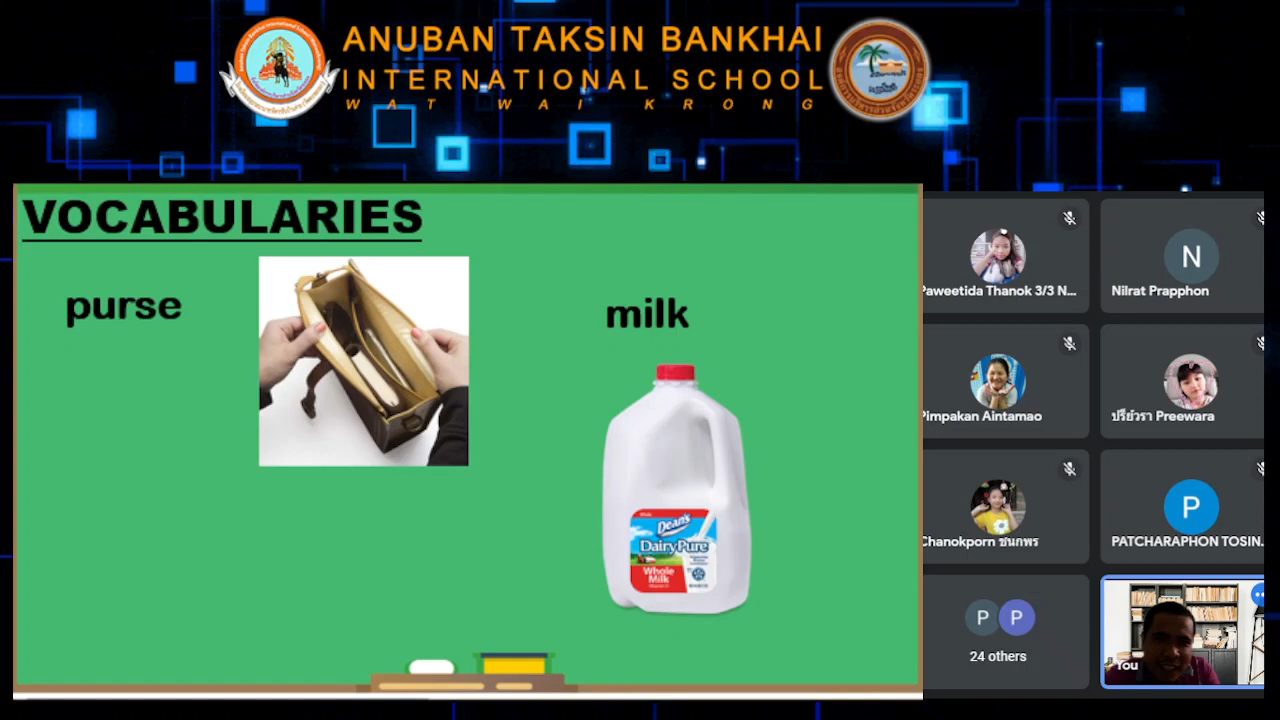 ANUBAN TAKSIN BANKHAI
INTERNATIONAL SCHOOL
WAT WAI KRONG
VOCABULARIES
purse
milk
Dean's
DairyPure
Whole
Milk
Paweetida Thanok 3/3 N...
N
Nilrat Prapphon
Pimpakan Aintamao
ปรียวรา Preewara
Chanokporn ชนกพร
P
PATCHARAPHON TOSIN.
P P
24 others
You